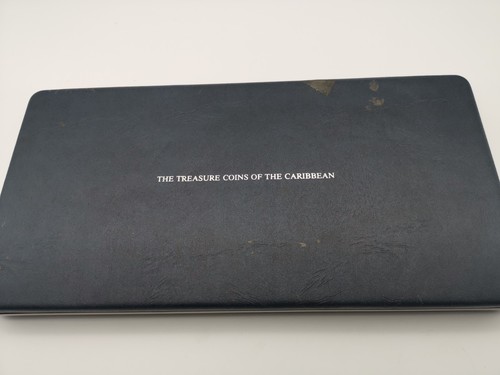 THE TREASURE COINS OF THE CARIBBEAN